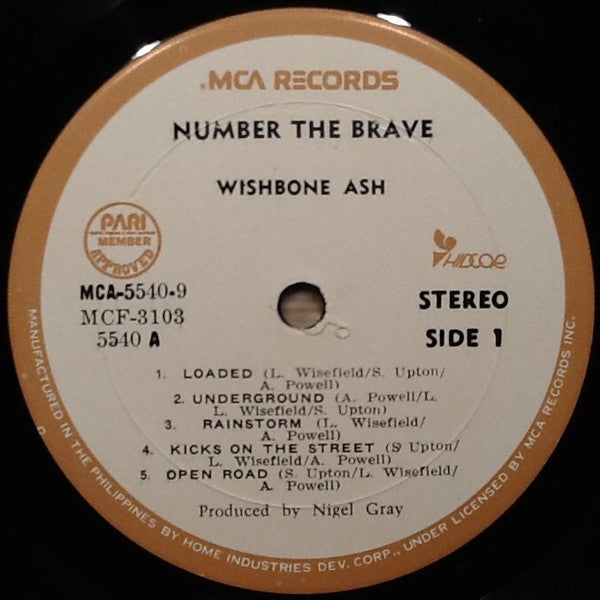 MCA RECORDS
NUMBER THE BRAVE
WISHBONE ASH
PARI
MEMBER
APPROVED
HIDCOR
MCA-5540-9
MCF-3103
5540 A
STEREO
SIDE 1
1. LOADED (L. Wisefield/S. Upton/
A. Powell)
2. UNDERGROUND (A. Powell/L.
L. Wisefield/S. Upton)
3. RAINSTORM (L. Wisefield/
A. Powell)
4. KICKS ON THE STREET (S Upton/
L. Wisefield/A. Powell)
5. OPEN ROAD (S. Upton/L. Wisefield/
A. Powell)
Produced by Nigel Gray
MANUFACTURED IN THE PHILIPPINES BY HOME INDUSTRIES DEV. CORP., UNDER LICENSED BY MCA RECORDS INC.